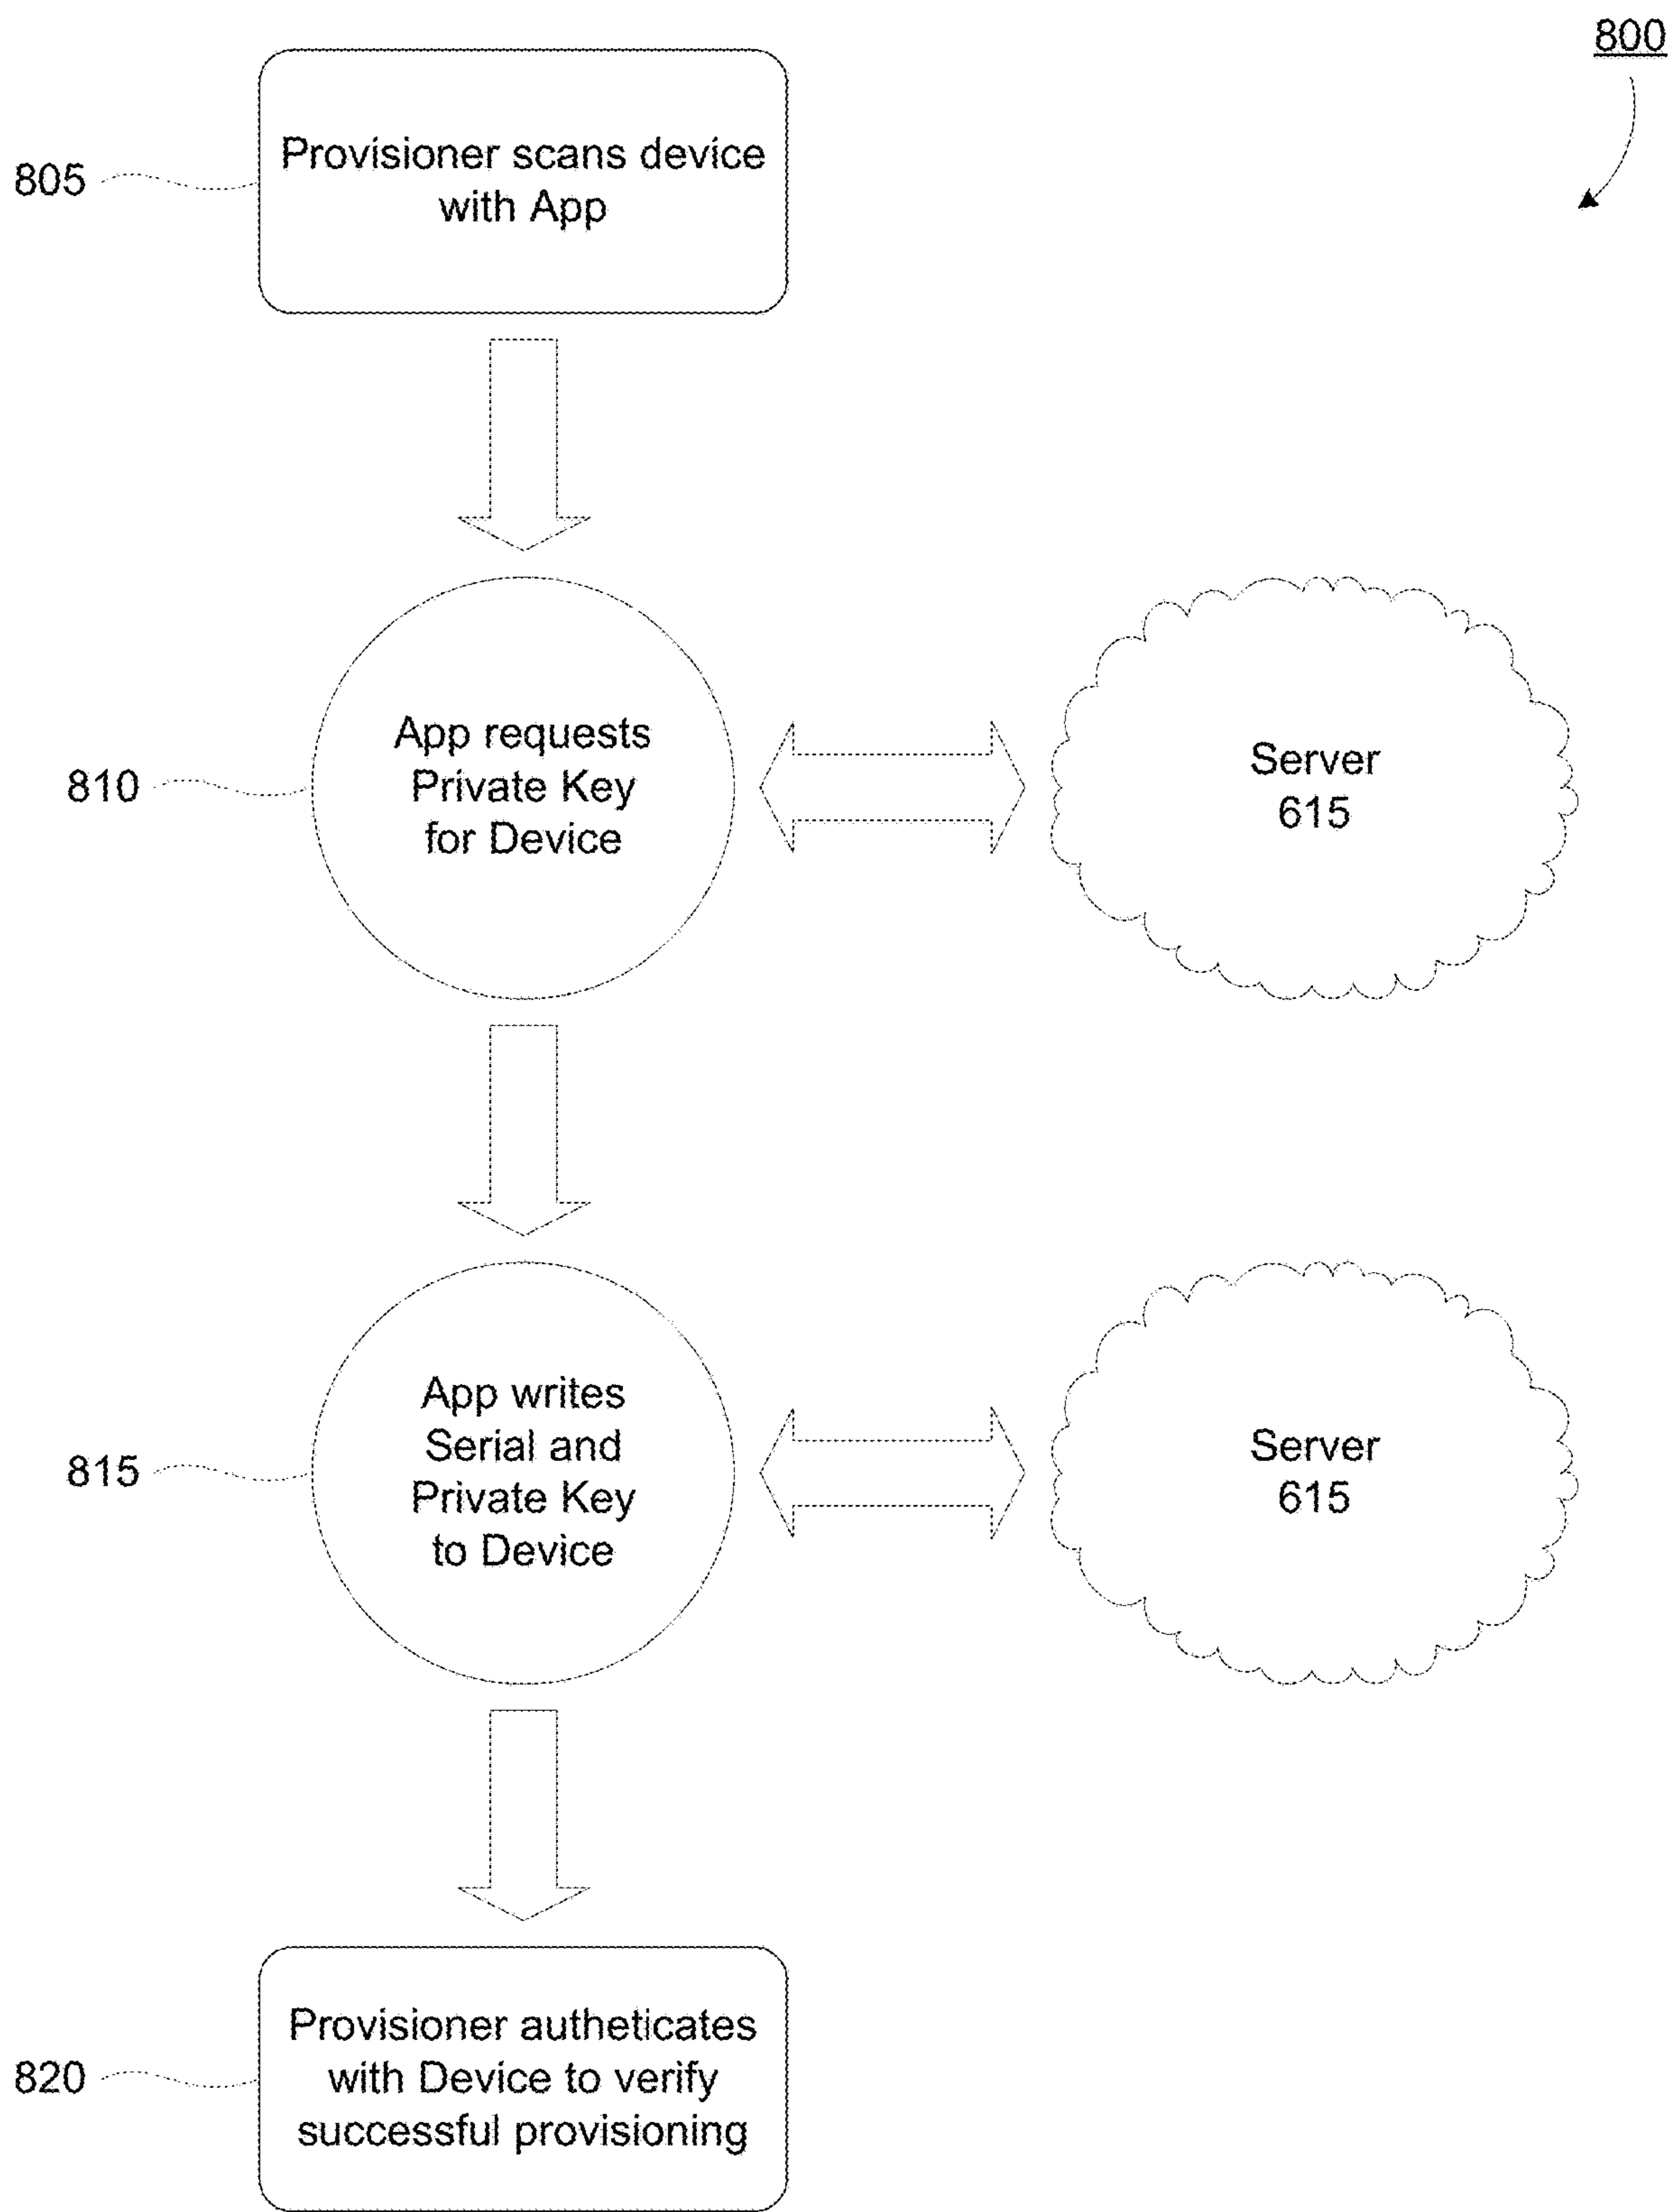 800
805
Provisioner scans device
with App
810
App requests
Private Key
for Device
Server
615
815
App writes
Serial and
Private Key
to Device
Server
615
820
Provisioner autheticates
with Device to verify
successful provisioning